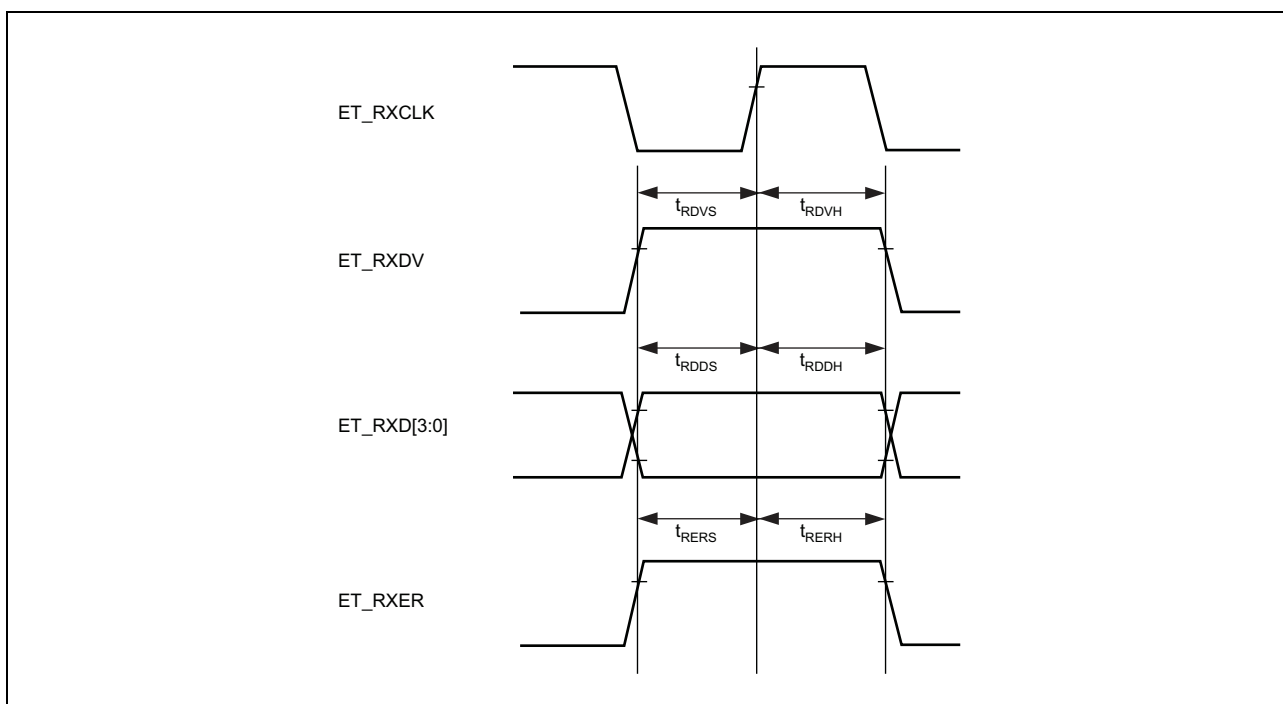 ET_RXCLK
tRDVS tRDVH
ET_RXDV
tRDDS tRDDH
ET_RXD[3:0]
tRERS tRERH
ET_RXER